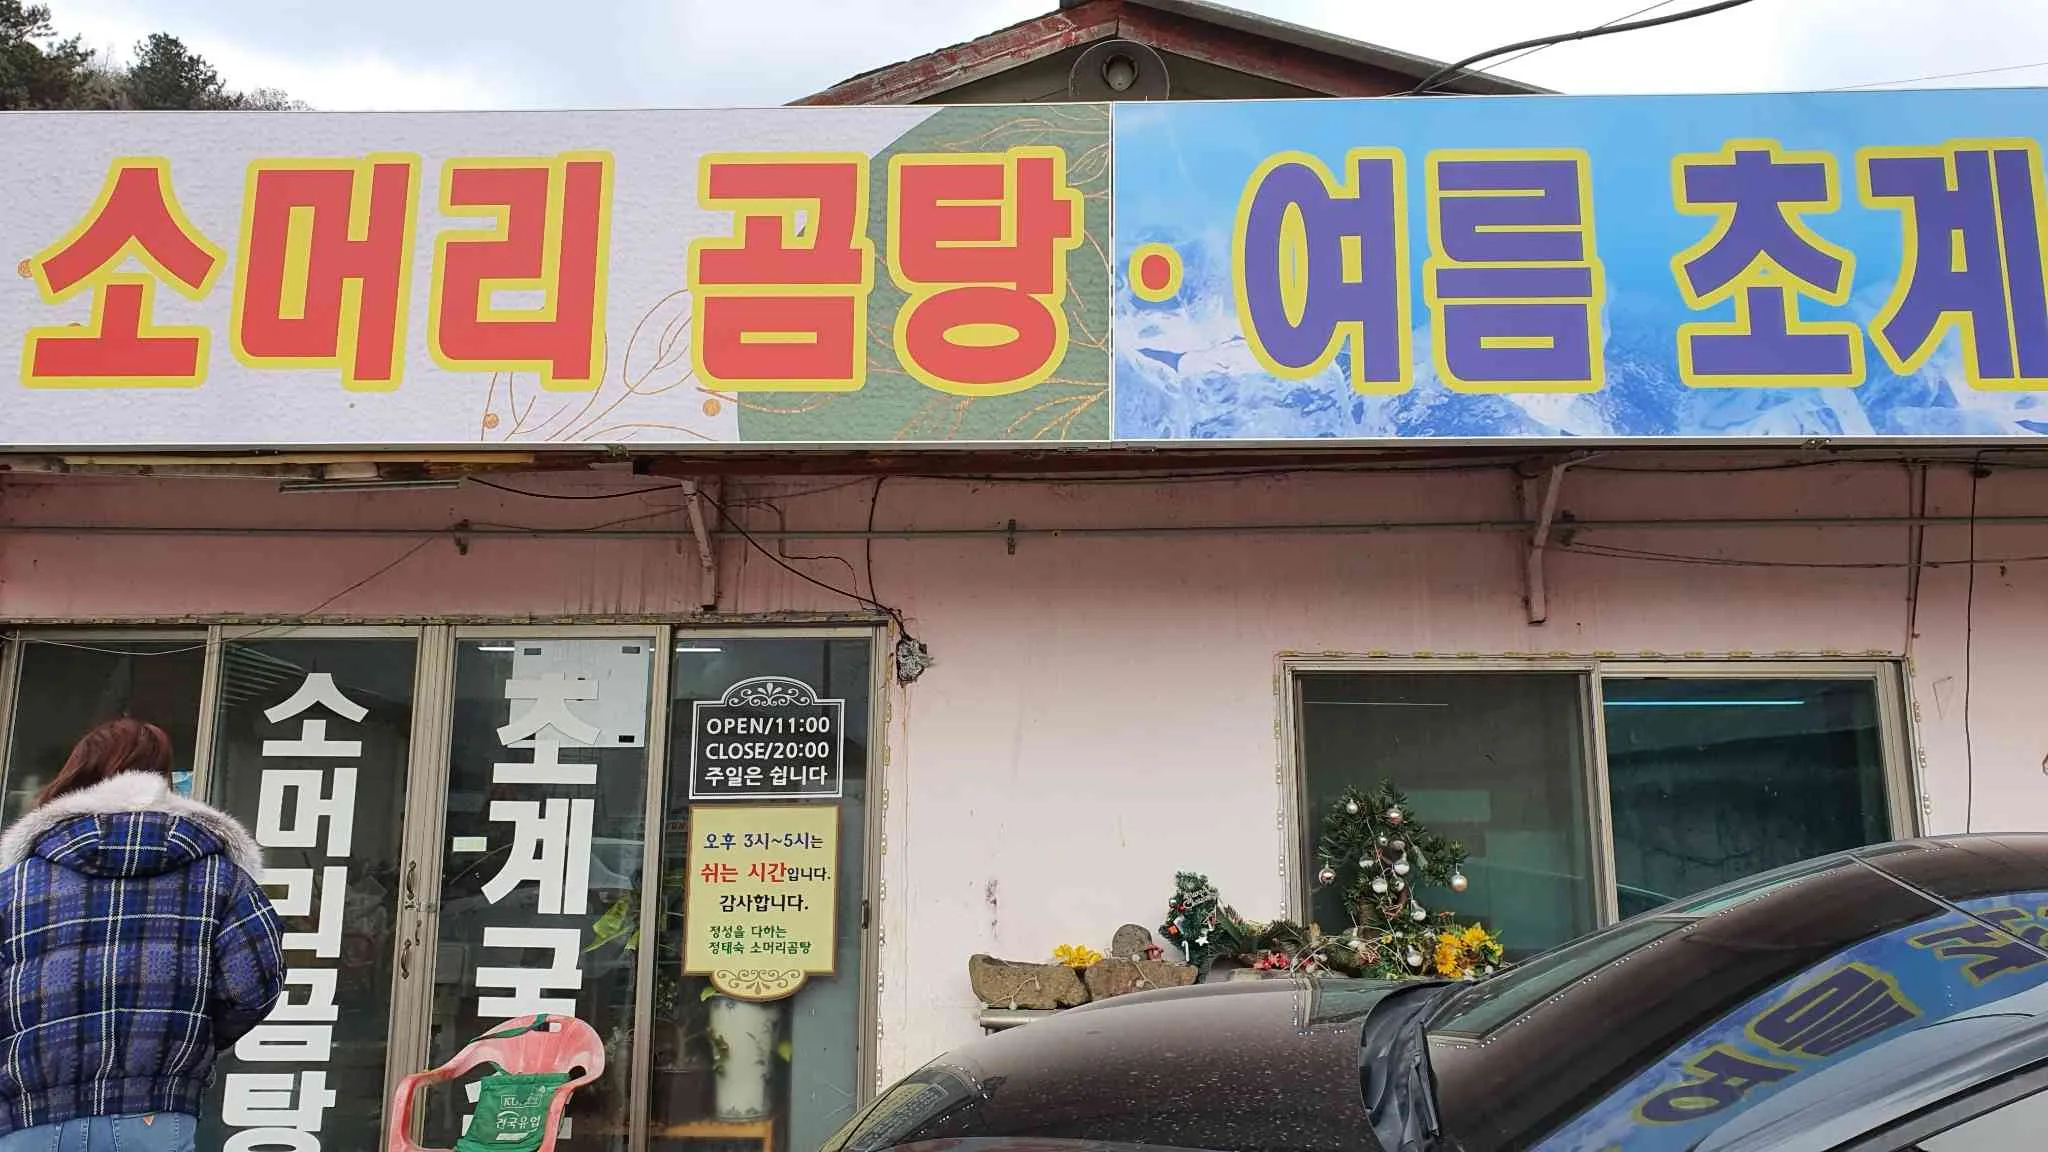 소머리 곰탕 · 여름 초계
소머리곰탕
초계국
OPEN/11:00
CLOSE/20:00
주일은 쉽니다
오후 3시~5시는
쉬는 시간입니다.
감사합니다.
정성을 다하는
정태숙 소머리곰탕
건국유업